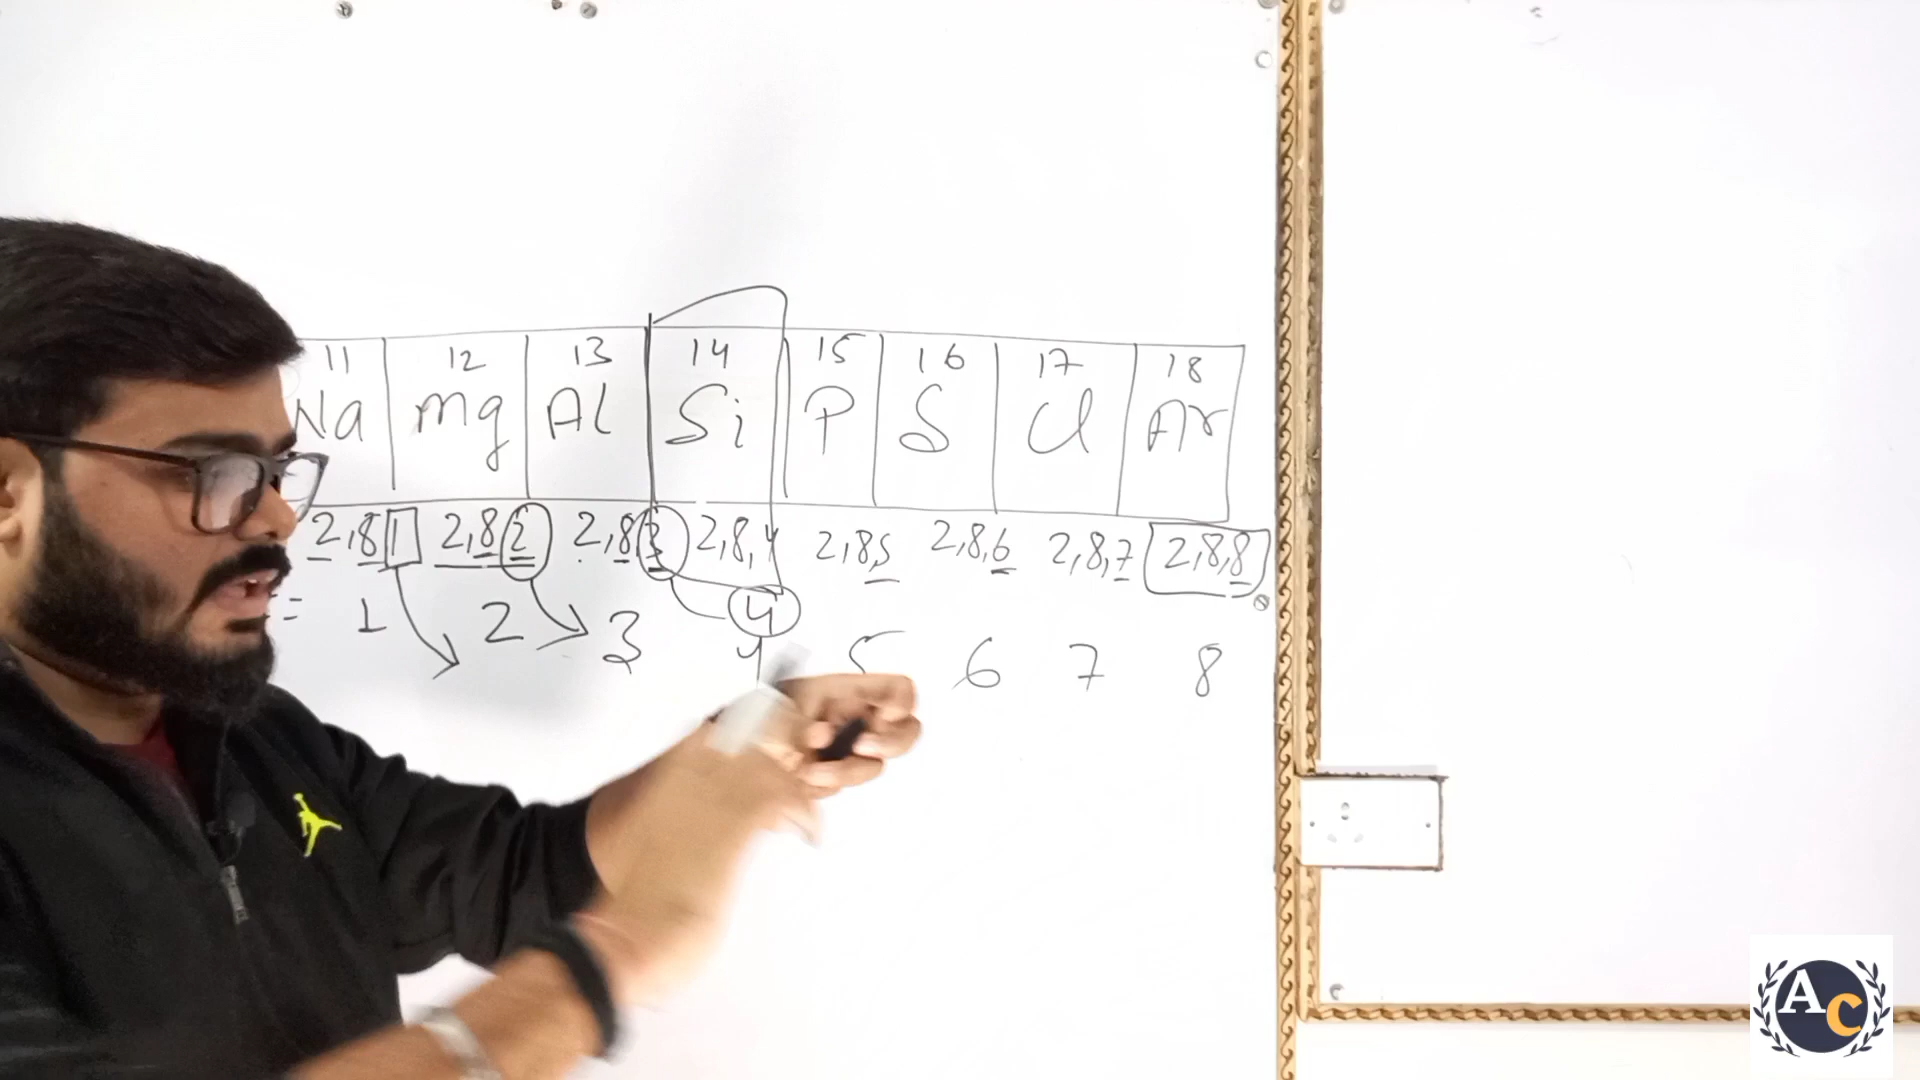 11 12 13 14 15 16 17 18
Na Mg Al Si P S Cl Ar
2,8,1 2,8,2 2,8,3 2,8,4 2,8,5 2,8,6 2,8,7 2,8,8
4
= 1 2 3 4 5 6 7 8
AC